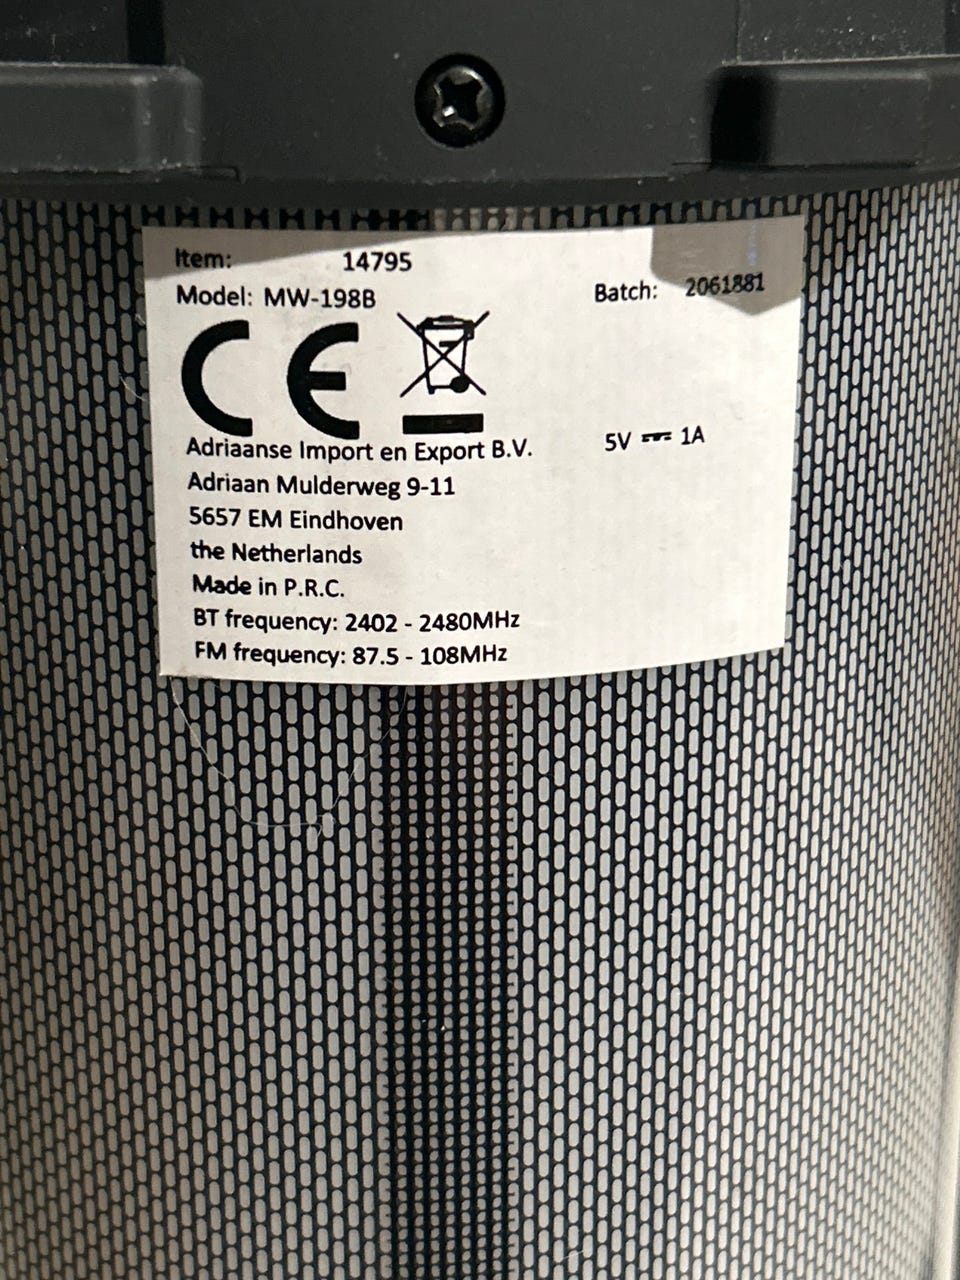 Item: 14795
Model: MW-198B
Batch: 2061881
CE
Adriaanse Import en Export B.V.
5V ⎓ 1A
Adriaan Mulderweg 9-11
5657 EM Eindhoven
the Netherlands
Made in P.R.C.
BT frequency: 2402 - 2480MHz
FM frequency: 87.5 - 108MHz